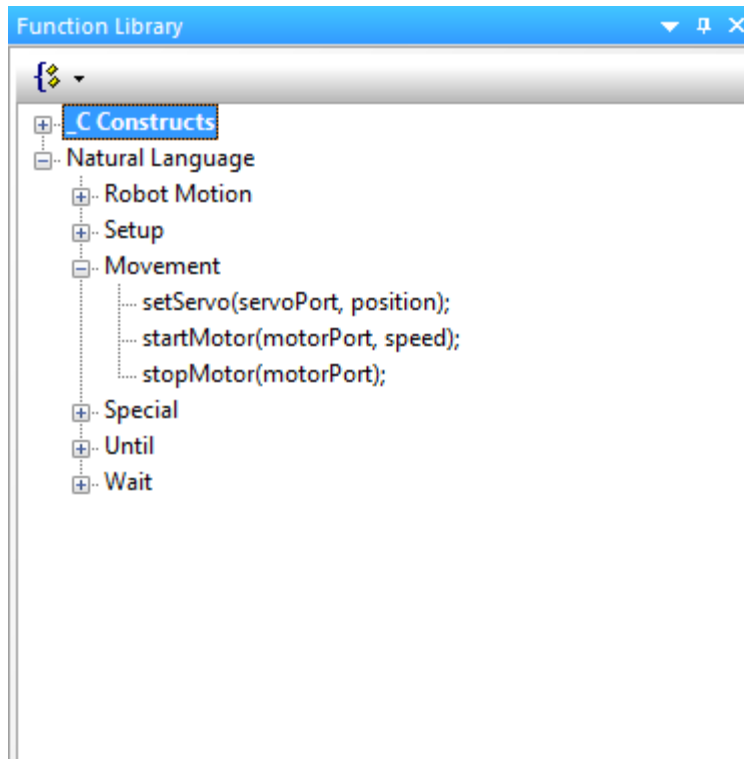 Function Library
_C Constructs
Natural Language
Robot Motion
Setup
Movement
setServo(servoPort, position);
startMotor(motorPort, speed);
stopMotor(motorPort);
Special
Until
Wait